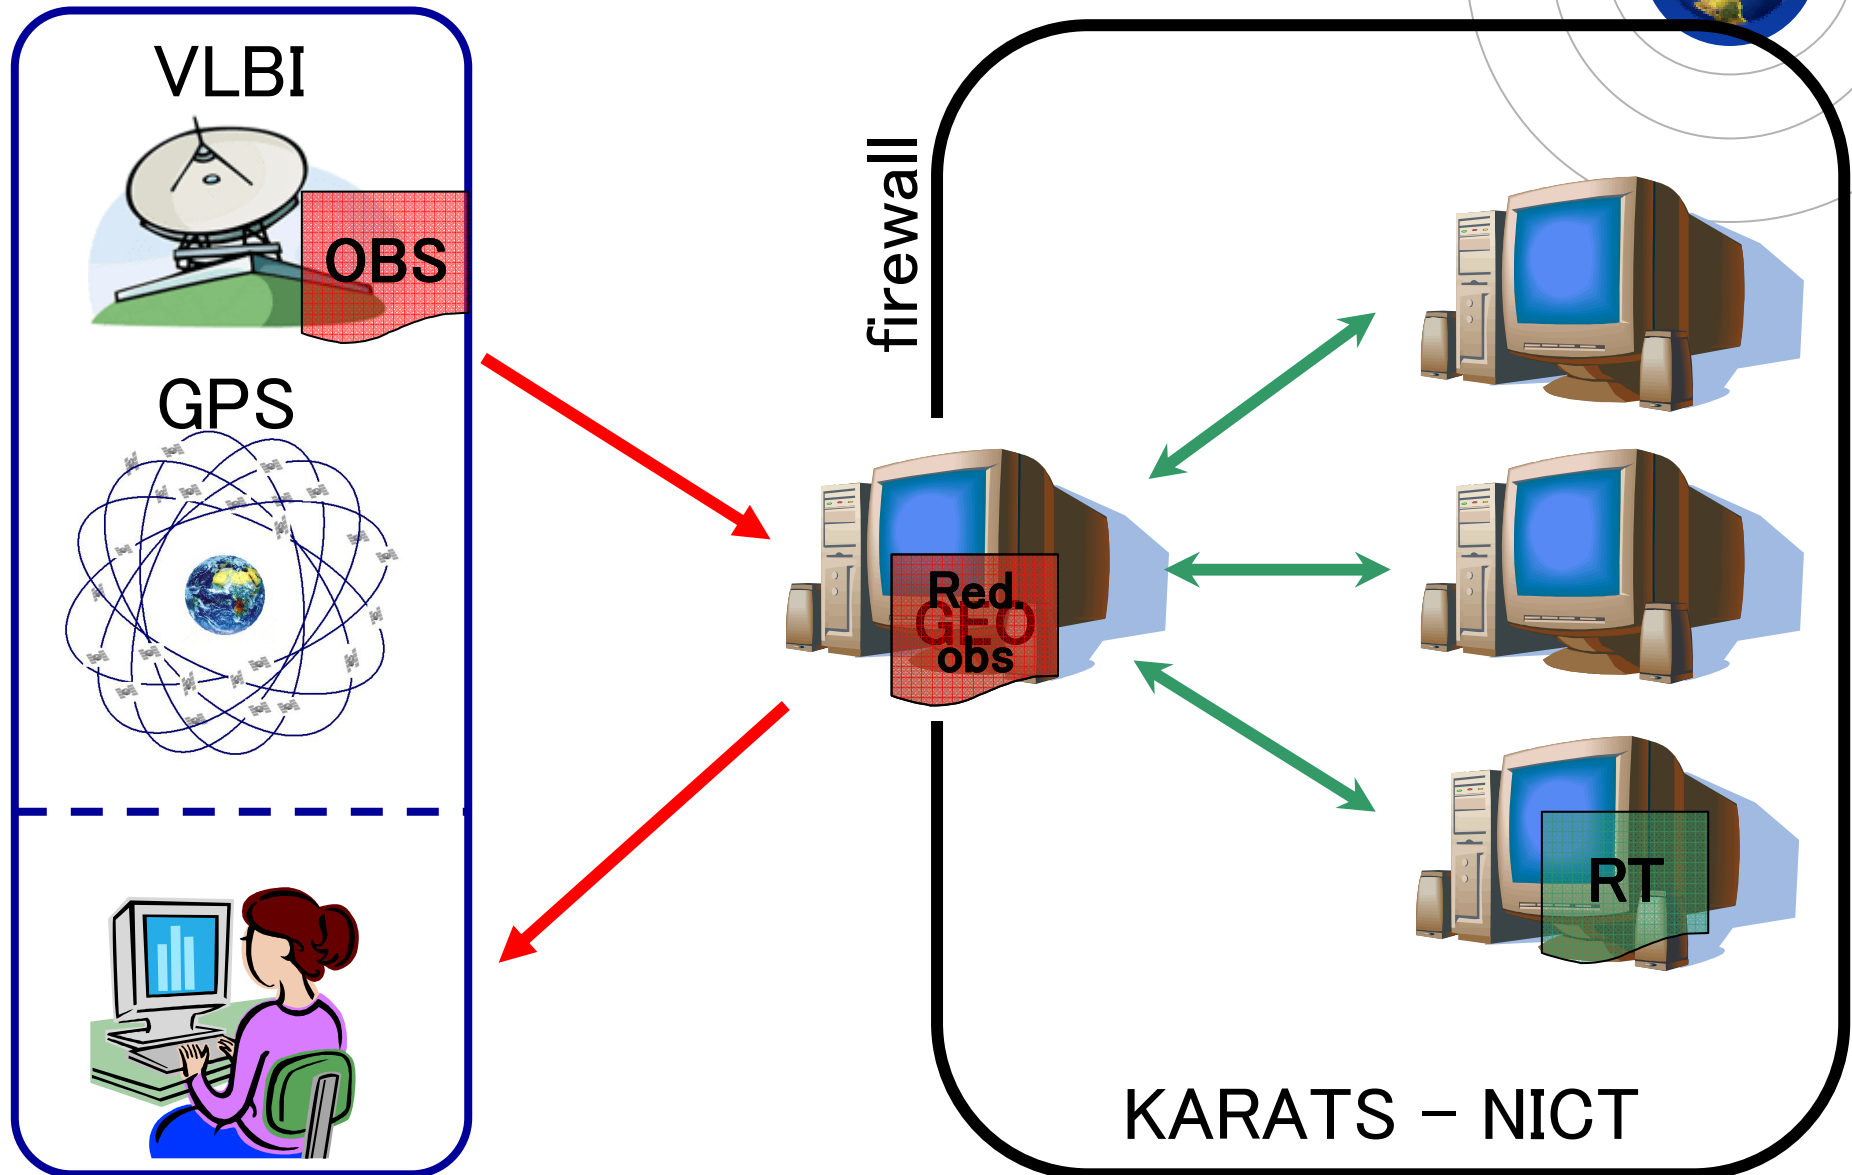 VLBI
OBS
GPS
firewall
Red.
GEO
obs
RT
KARATS – NICT